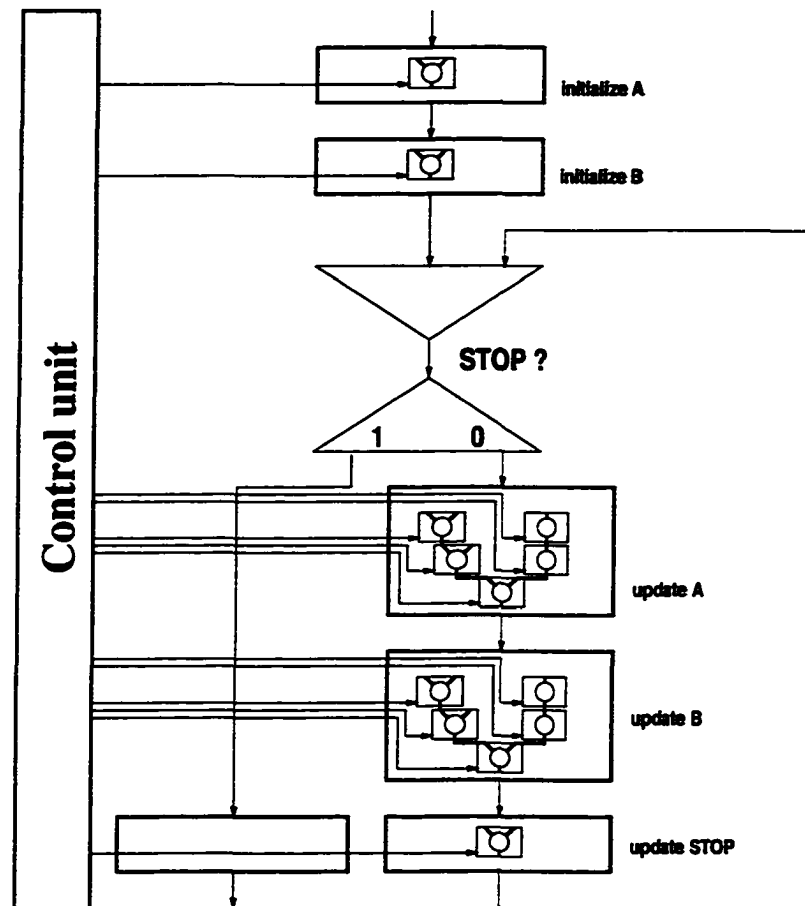 initialize A
initialize B
Control unit
STOP ?
1 0
update A
update B
update STOP